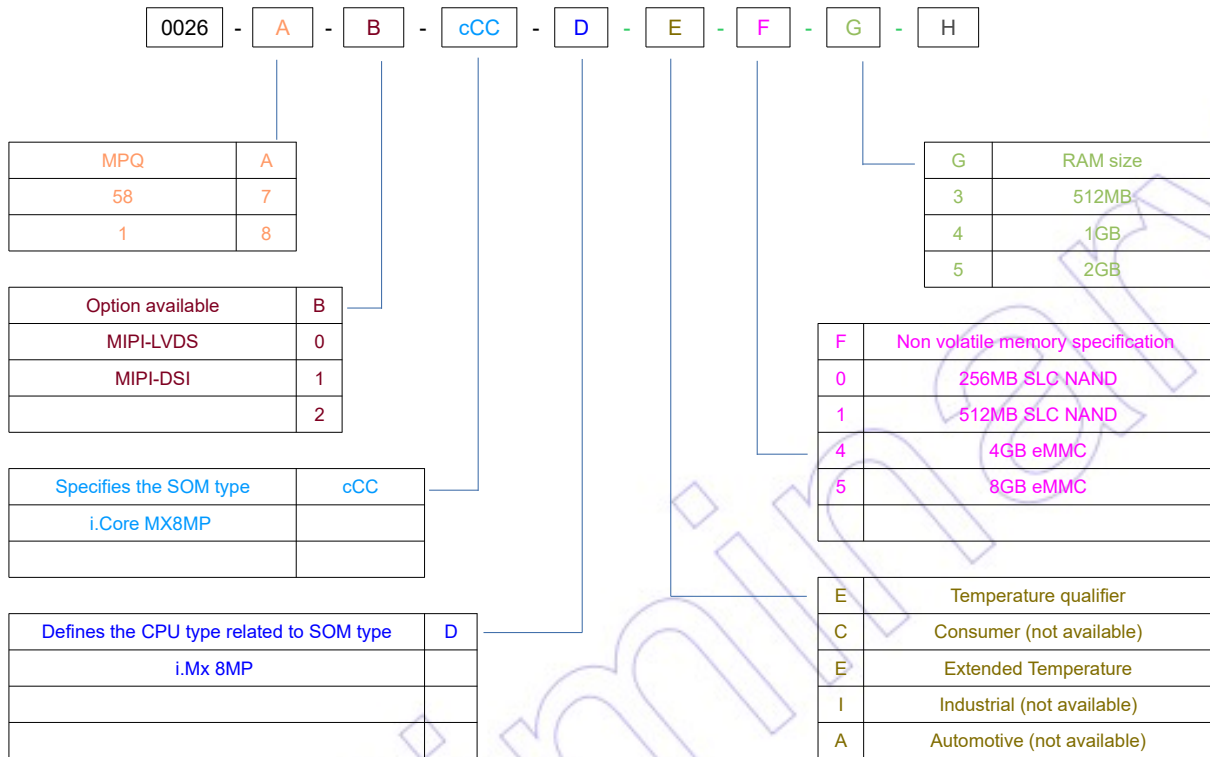 0026 - A - B - cCC - D - E - F - G - H
MPQ A
58 7
1 8
G RAM size
3 512MB
4 1GB
5 2GB
Option available B
MIPI-LVDS 0
MIPI-DSI 1
2
F Non volatile memory specification
0 256MB SLC NAND
1 512MB SLC NAND
4 4GB eMMC
5 8GB eMMC
Specifies the SOM type cCC
i.Core MX8MP
E Temperature qualifier
C Consumer (not available)
E Extended Temperature
I Industrial (not available)
A Automotive (not available)
Defines the CPU type related to SOM type D
i.Mx 8MP